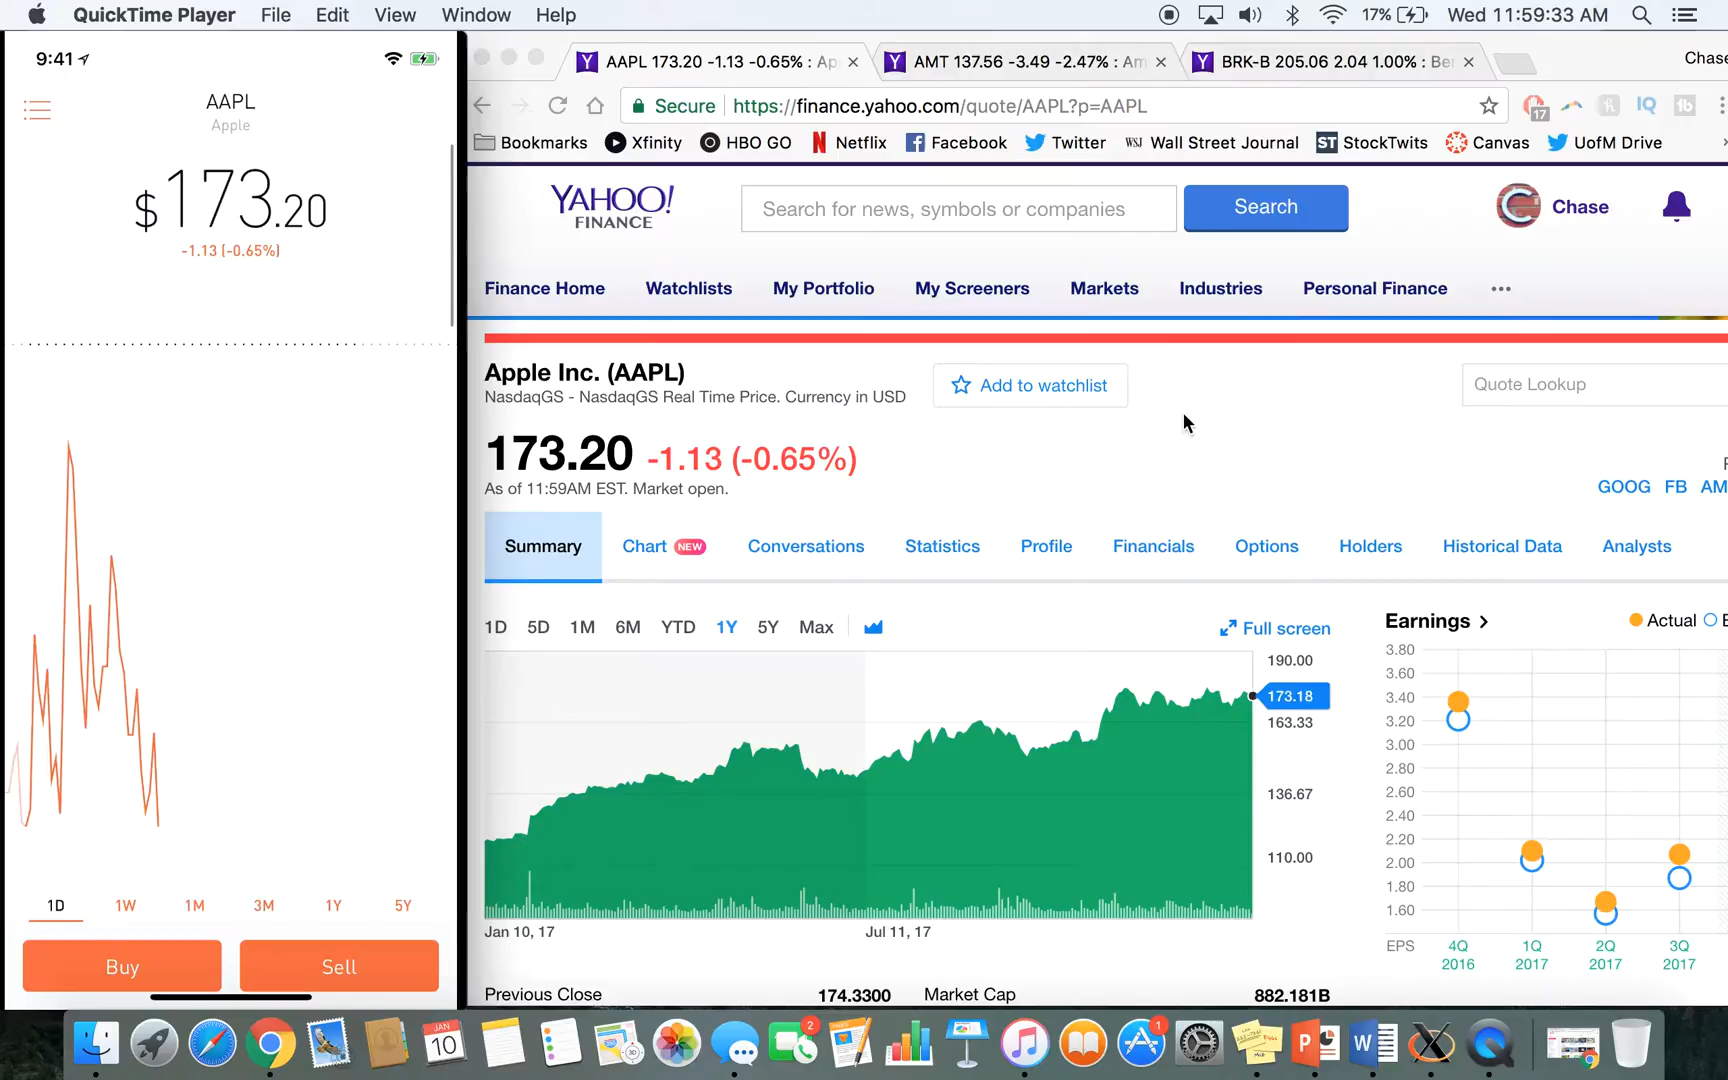 QuickTime Player File Edit View Window Help
17% Wed 11:59:33 AM
9:41
AAPL
Apple
$173.20
-1.13 (-0.65%)
1D 1W 1M 3M 1Y 5Y
Buy Sell
AAPL 173.20 -1.13 -0.65% : Ap
AMT 137.56 -3.49 -2.47% : Am
BRK-B 205.06 2.04 1.00% : Ber
Chase
Secure https://finance.yahoo.com/quote/AAPL?p=AAPL
17 IQ tb
Bookmarks Xfinity HBO GO Netflix Facebook Twitter WSJ Wall Street Journal ST StockTwits Canvas UofM Drive
YAHOO!
FINANCE
Search for news, symbols or companies
Search
Chase
Finance Home Watchlists My Portfolio My Screeners Markets Industries Personal Finance
Apple Inc. (AAPL)
NasdaqGS - NasdaqGS Real Time Price. Currency in USD
Add to watchlist
Quote Lookup
173.20 -1.13 (-0.65%)
As of 11:59AM EST. Market open.
GOOG FB AM
Summary Chart NEW Conversations Statistics Profile Financials Options Holders Historical Data Analysts
1D 5D 1M 6M YTD 1Y 5Y Max
Full screen
190.00
173.18
163.33
136.67
110.00
Jan 10, 17 Jul 11, 17
Earnings
Actual
3.80
3.60
3.40
3.20
3.00
2.80
2.60
2.40
2.20
2.00
1.80
1.60
EPS 4Q 1Q 2Q 3Q
2016 2017 2017 2017
Previous Close 174.3300
Market Cap 882.181B
JAN
10
2
1
P
W
X